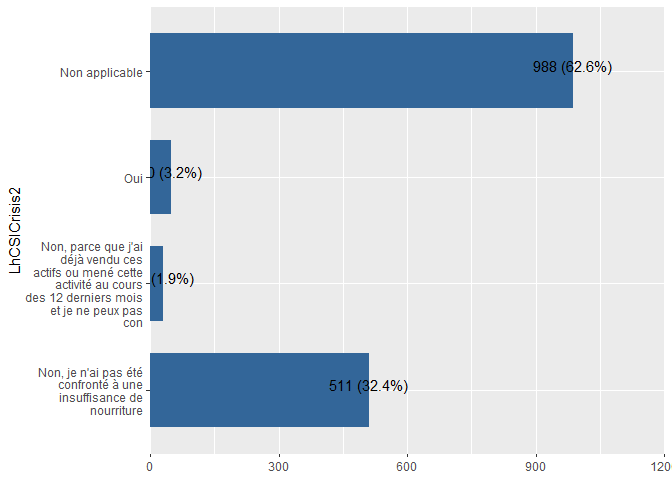 LhCSICrisis2
Non applicable
988 (62.6%)
Oui
0 (3.2%)
Non, parce que j'ai
déjà vendu ces
actifs ou mené cette
activité au cours
des 12 derniers mois
et je ne peux pas
con
(1.9%)
Non, je n'ai pas été
confronté à une
insuffisance de
nourriture
511 (32.4%)
0
300
600
900
120